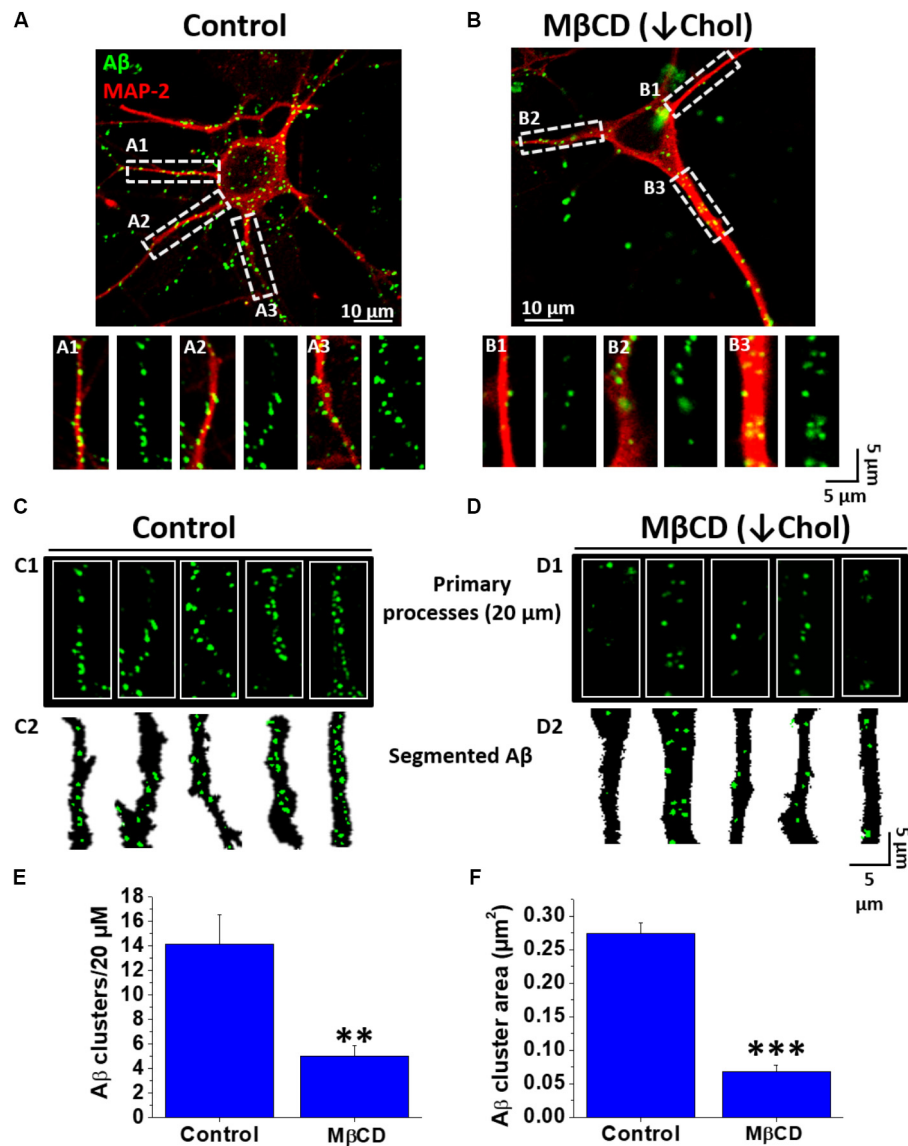 A Control
Aβ
MAP-2
A1
A2
A3
10 µm
A1 A2 A3
B MβCD (↓Chol)
B1
B2
B3
10 µm
B1 B2 B3
5 µm
5 µm
C Control
C1
C2
Primary
processes (20 µm)
Segmented Aβ
D MβCD (↓Chol)
D1
D2
5 µm
5
µm
E
Aβ clusters/20 µM
18
16
14
12
10
8
6
4
2
0
**
Control MβCD
F
Aβ cluster area (µm²)
0.30
0.25
0.20
0.15
0.10
0.05
0.00
***
Control MβCD